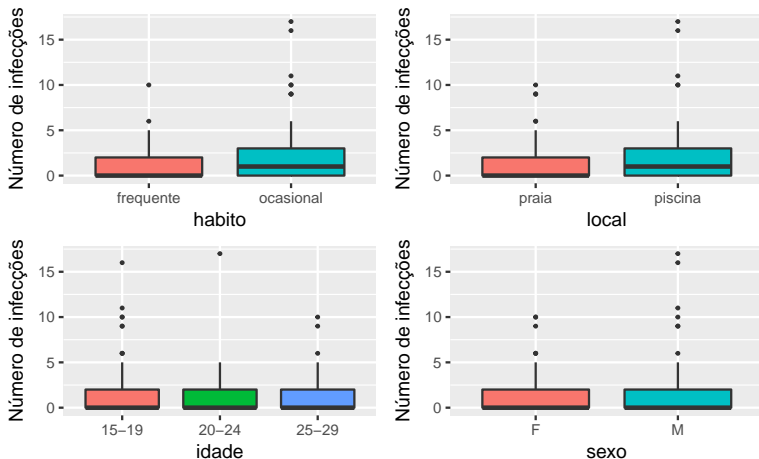 Número de infecções
15
10
5
0
frequente ocasional
habito
Número de infecções
15
10
5
0
praia piscina
local
Número de infecções
15
10
5
0
15−19 20−24 25−29
idade
Número de infecções
15
10
5
0
F M
sexo